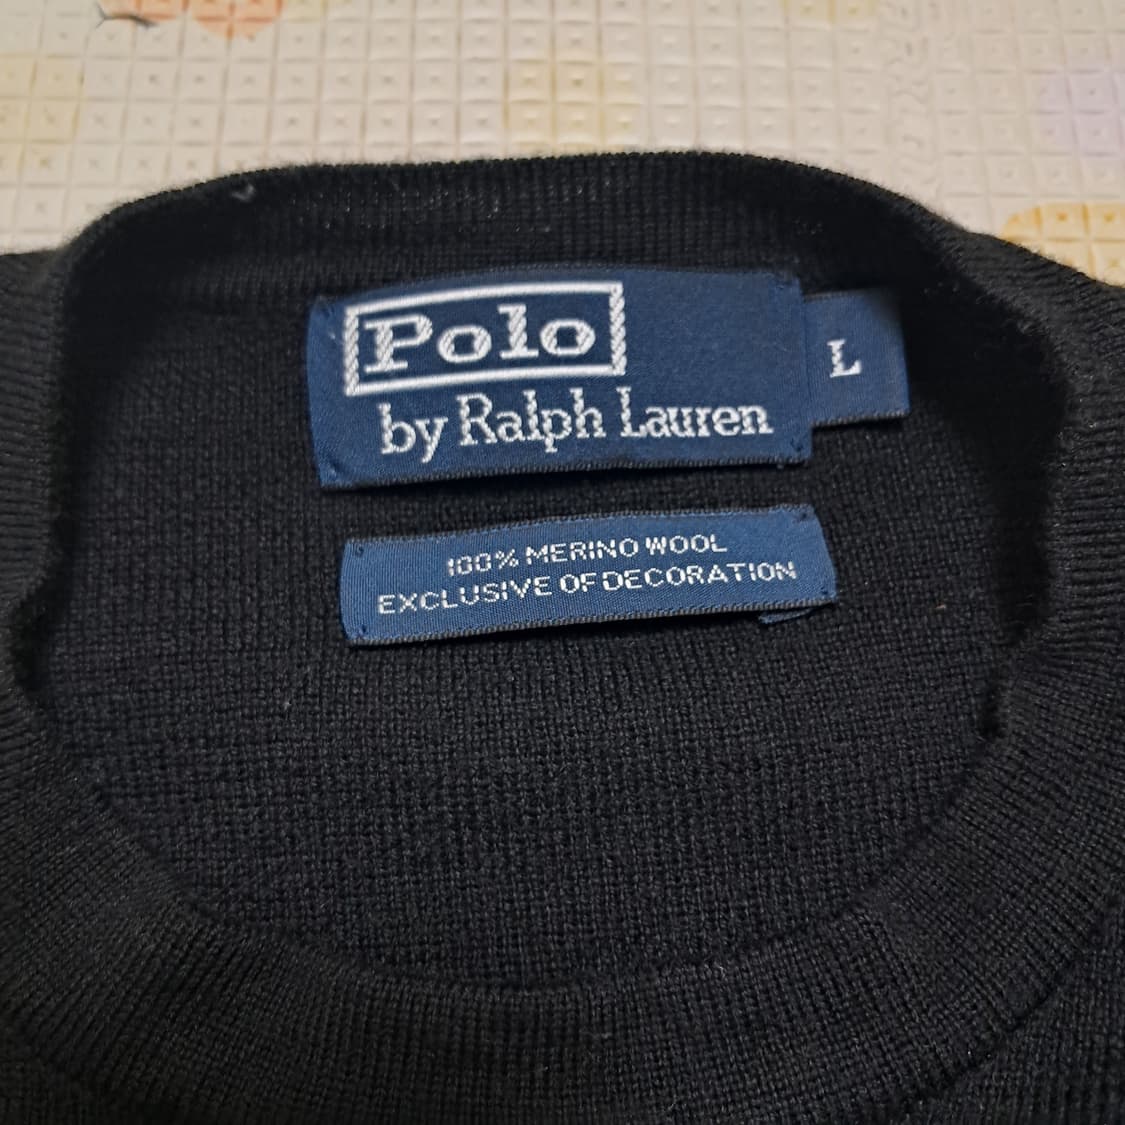 Polo
by Ralph Lauren
L
100% MERINO WOOL
EXCLUSIVE OF DECORATION